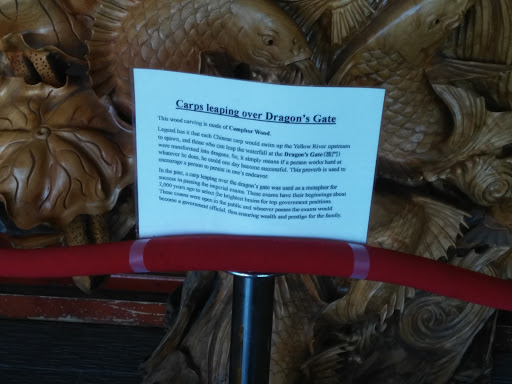 Carps leaping over Dragon's Gate
This wood carving is made of Camphor Wood.
Legend has it that each Chinese carp would swim up the Yellow River upstream
to spawn, and those who can leap the waterfall at the Dragon's Gate (龍門)
were transformed into dragons. So, it simply means if a person works hard at
whatever he does, he could one day become successful. This proverb is used to
encourage a person to persist in one's endeavor.
In the past, a carp leaping over the dragon's gate was used as a metaphor for
success in passing the imperial exams. These exams have their beginnings about
2,000 years ago to select the brightest brains for top government positions.
These exams were open to the public and whoever passes the exams would
become a government official, thus ensuring wealth and prestige for the family.